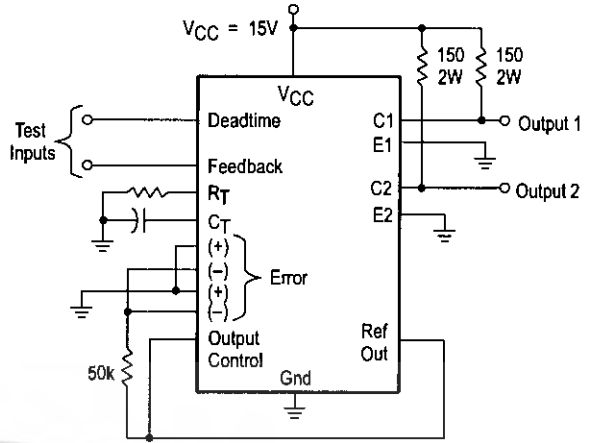 VCC = 15V
150
2W
150
2W
VCC
Test
Inputs
Deadtime
Feedback
RT
CT
(+)
(–)
(+)
(–)
Error
Output
Control
50k
Gnd
C1
E1
C2
E2
Ref
Out
Output 1
Output 2